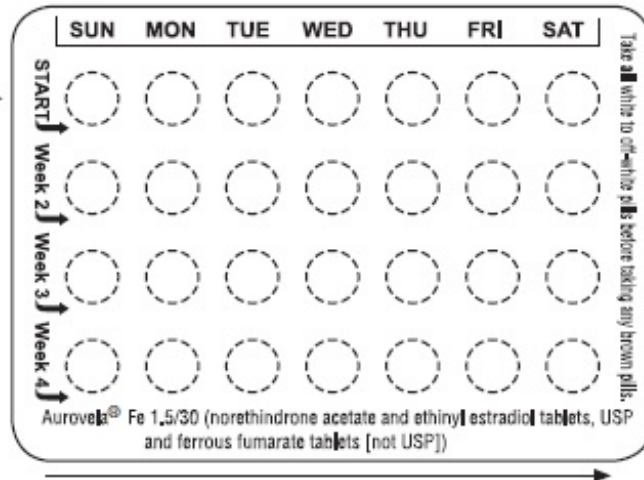 SUN MON TUE WED THU FRI SAT
START
Week 2
Week 3
Week 4
Take all white to off-white pills before taking any brown pills.
Aurovela® Fe 1.5/30 (norethindrone acetate and ethinyl estradiol tablets, USP
and ferrous fumarate tablets [not USP])